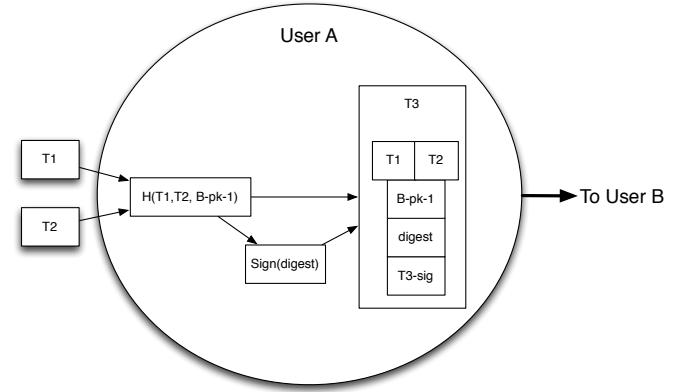 User A
T3
T1
T1 T2
H(T1,T2, B-pk-1)
B-pk-1
To User B
T2
digest
Sign(digest)
T3-sig